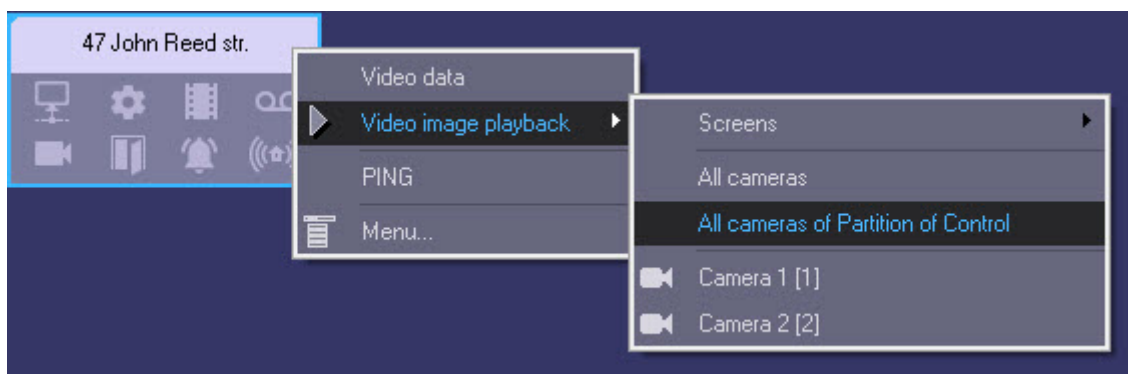 47 John Reed str.
Video data
Video image playback
PING
Menu...
Screens
All cameras
All cameras of Partition of Control
Camera 1 [1]
Camera 2 [2]